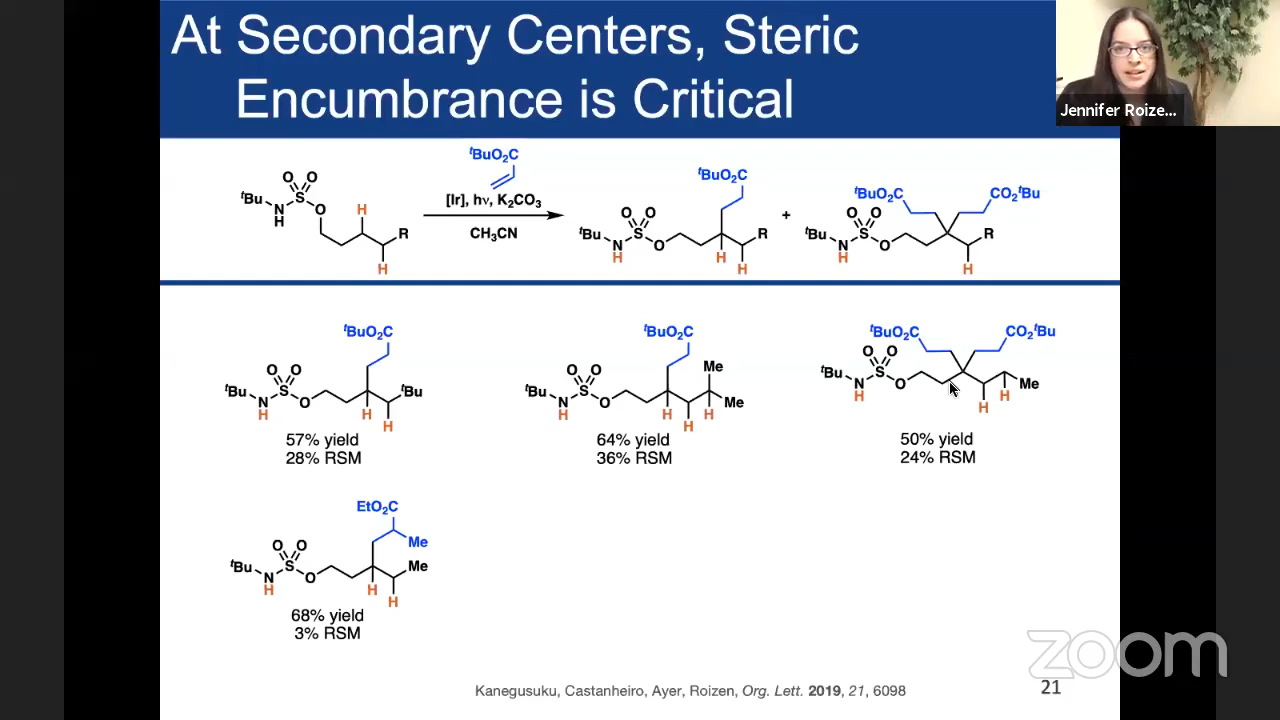 At Secondary Centers, Steric
Encumbrance is Critical
Jennifer Roize...
ᵗBuO₂C
[Ir], hν, K₂CO₃
CH₃CN
ᵗBu
N
H
O
O
S
O
H
R
H
ᵗBuO₂C
ᵗBu
N
H
O
O
S
O
H
R
H
+
ᵗBuO₂C
CO₂ᵗBu
ᵗBu
N
H
O
O
S
O
R
H
ᵗBuO₂C
ᵗBu
N
H
O
O
S
O
H
ᵗBu
H
57% yield
28% RSM
ᵗBuO₂C
ᵗBu
N
H
O
O
S
O
H
H
H
Me
Me
64% yield
36% RSM
ᵗBuO₂C
CO₂ᵗBu
ᵗBu
N
H
O
O
S
O
H
H
Me
50% yield
24% RSM
EtO₂C
Me
ᵗBu
N
H
O
O
S
O
H
Me
H
68% yield
3% RSM
zoom
Kanegusuku, Castanheiro, Ayer, Roizen, Org. Lett. 2019, 21, 6098
21